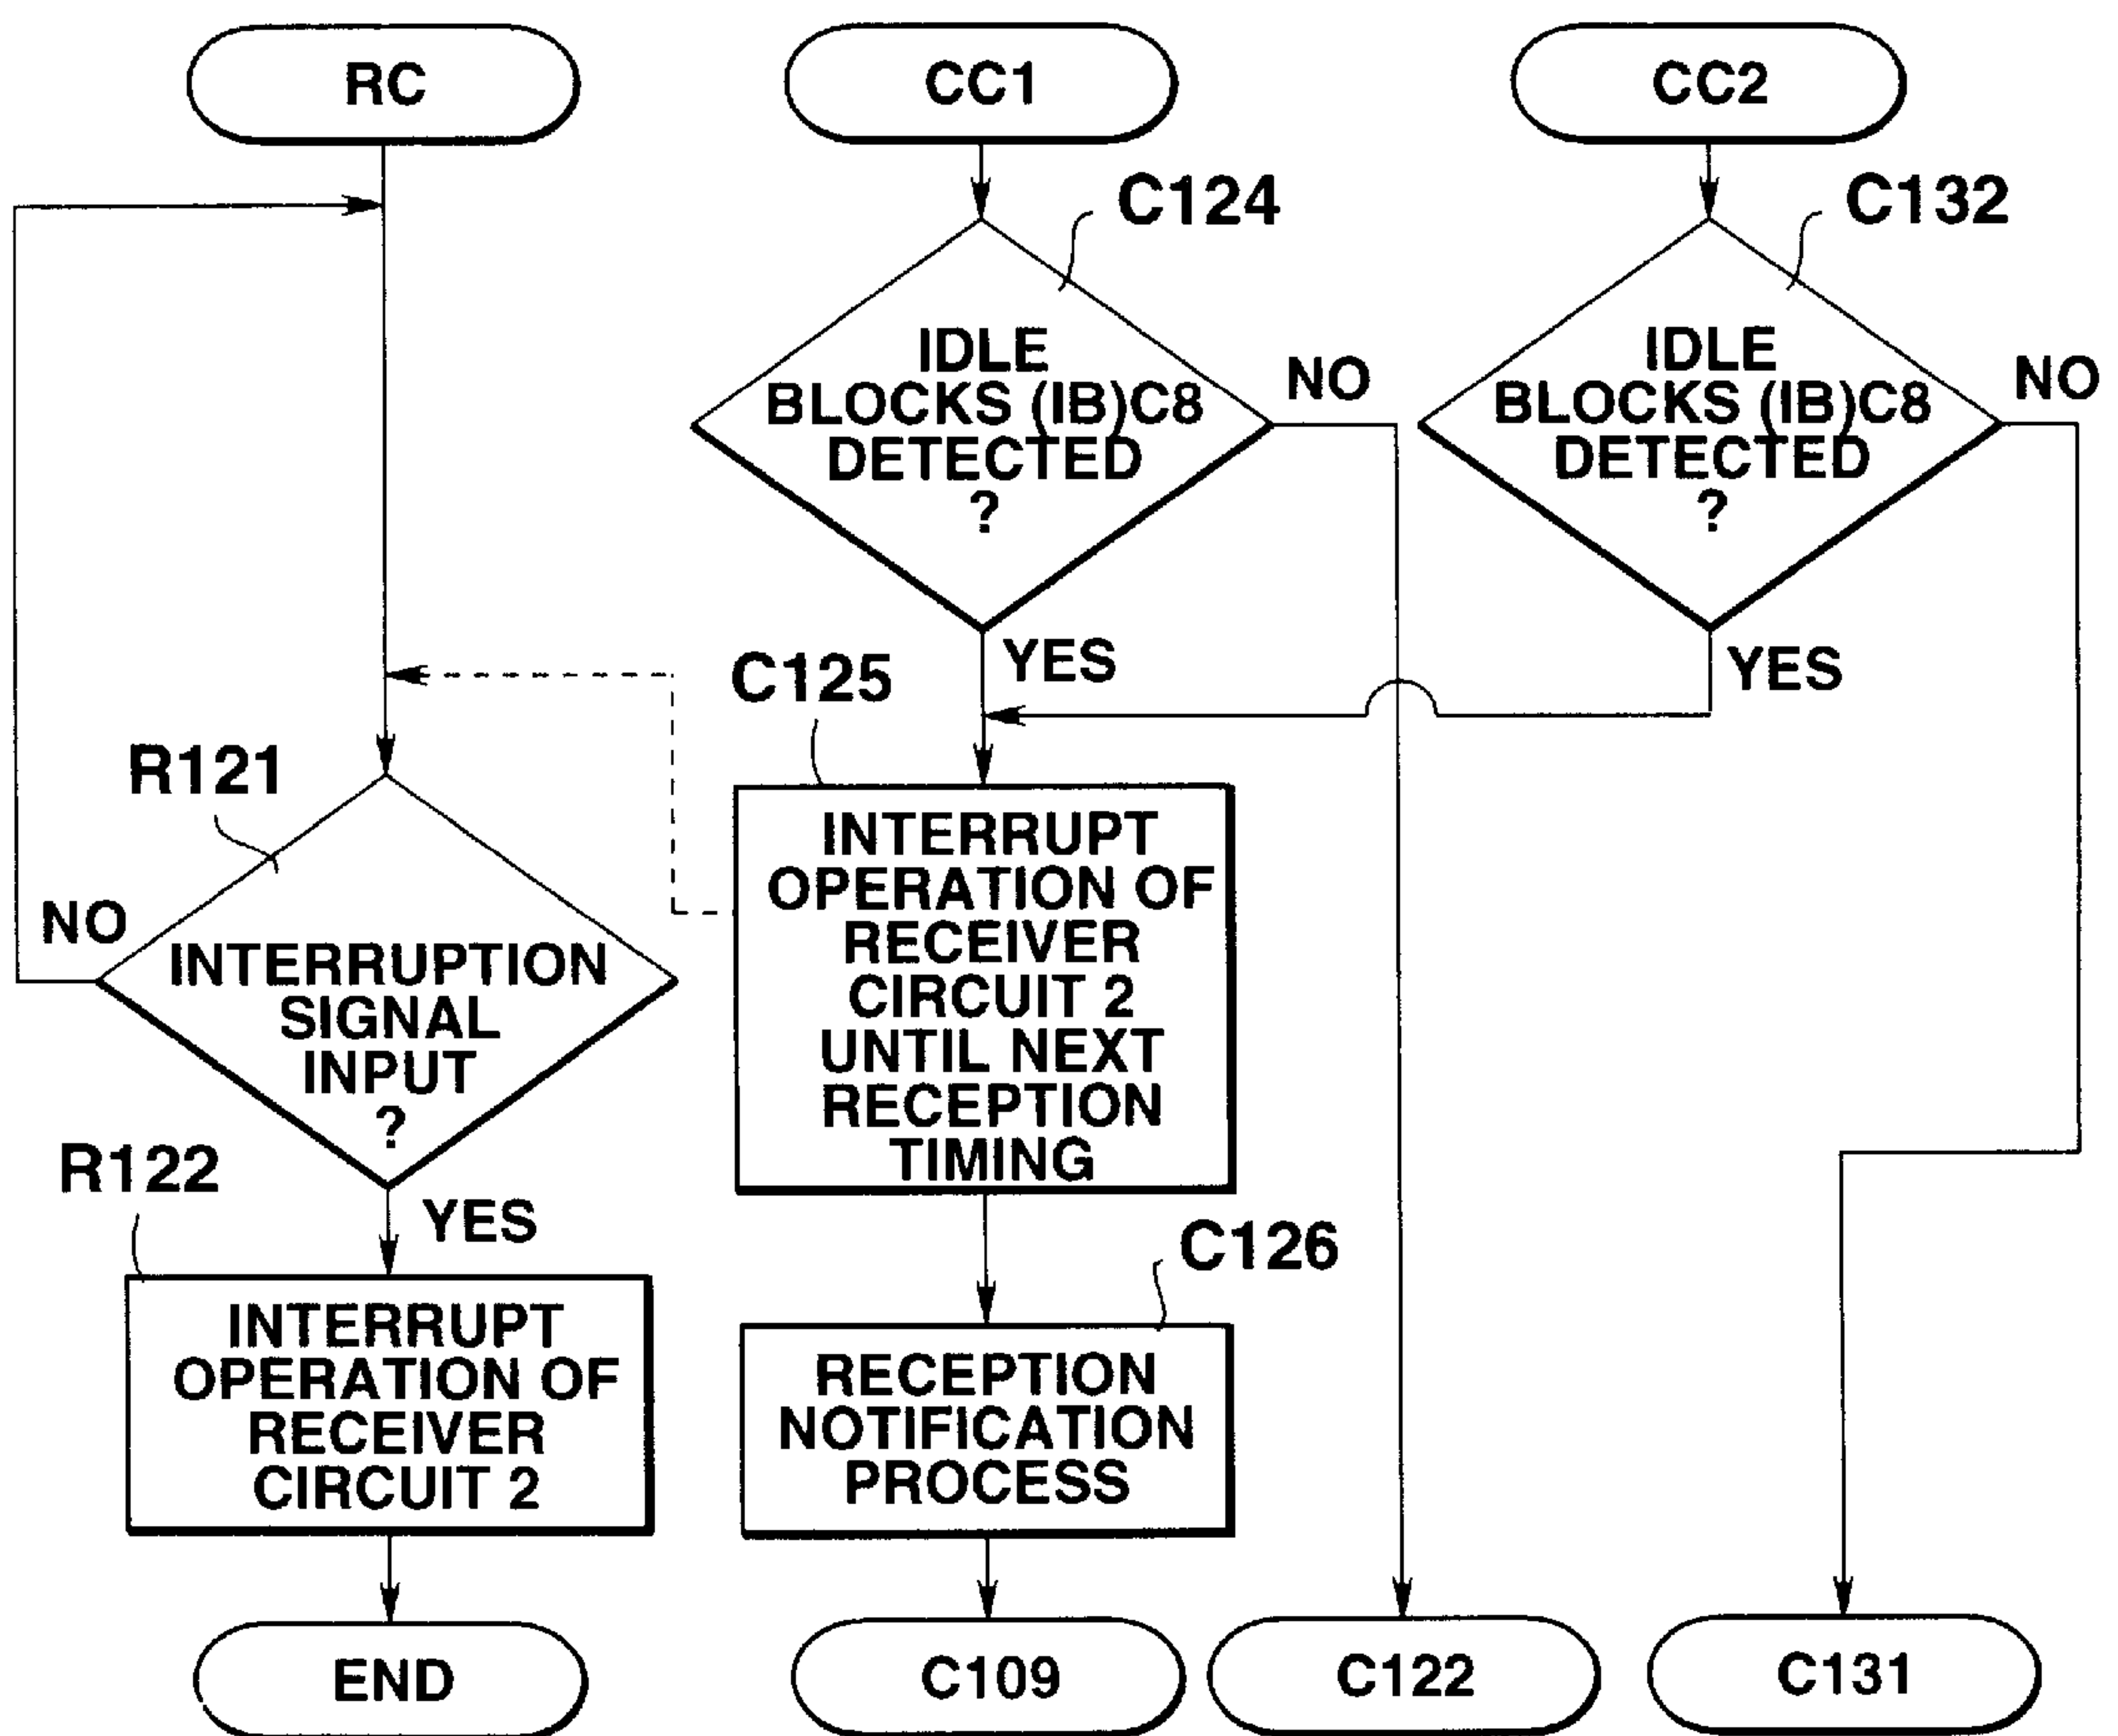 RC
CC1
CC2
C124
C132
IDLE
BLOCKS (IB)C8
DETECTED
?
NO
IDLE
BLOCKS (IB)C8
DETECTED
?
NO
YES
YES
C125
R121
NO
INTERRUPTION
SIGNAL
INPUT
?
YES
INTERRUPT
OPERATION OF
RECEIVER
CIRCUIT 2
UNTIL NEXT
RECEPTION
TIMING
R122
INTERRUPT
OPERATION OF
RECEIVER
CIRCUIT 2
C126
RECEPTION
NOTIFICATION
PROCESS
END
C109
C122
C131